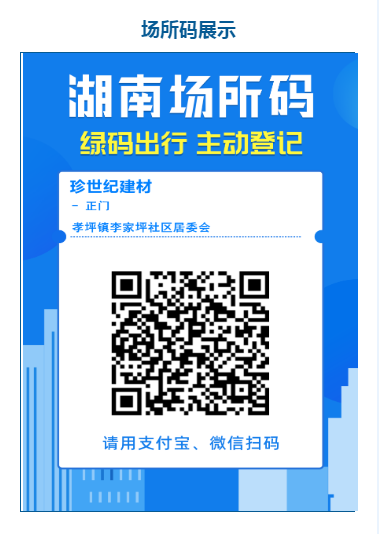 场所码展示
湖南场所码
绿码出行 主动登记
珍世纪建材
- 正门
孝坪镇李家坪社区居委会
请用支付宝、微信扫码